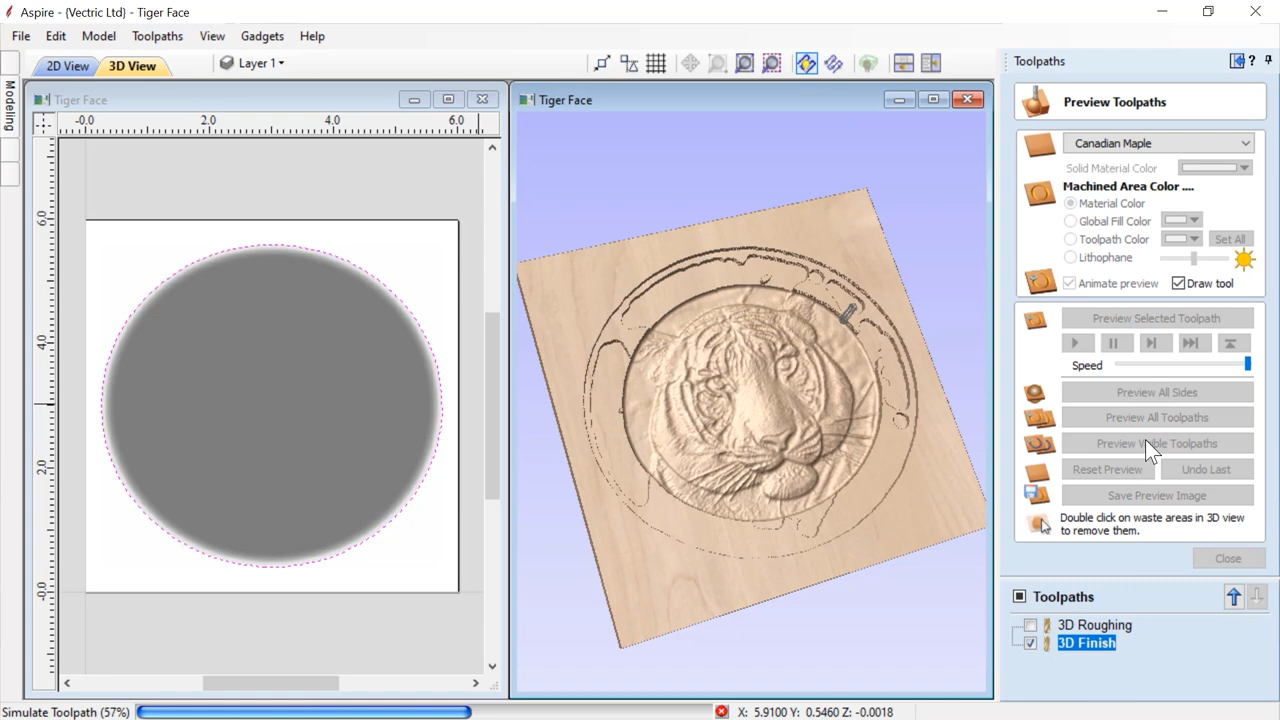 Aspire - {Vectric Ltd} - Tiger Face
File Edit Model Toolpaths View Gadgets Help
2D View 3D View Layer 1
Toolpaths
Modeling
Tiger Face
-0.0 2.0 4.0 6.0
6.0
4.0
2.0
-0.0
Tiger Face
Preview Toolpaths
Canadian Maple
Solid Material Color
Machined Area Color ....
Material Color
Global Fill Color
Toolpath Color Set All
Lithophane
Animate preview Draw tool
Preview Selected Toolpath
Speed
Preview All Sides
Preview All Toolpaths
Preview Visible Toolpaths
Reset Preview Undo Last
Save Preview Image
Double click on waste areas in 3D view
to remove them.
Close
Toolpaths
3D Roughing
3D Finish
Simulate Toolpath (57%) X: 5.9100 Y: 0.5460 Z: -0.0018